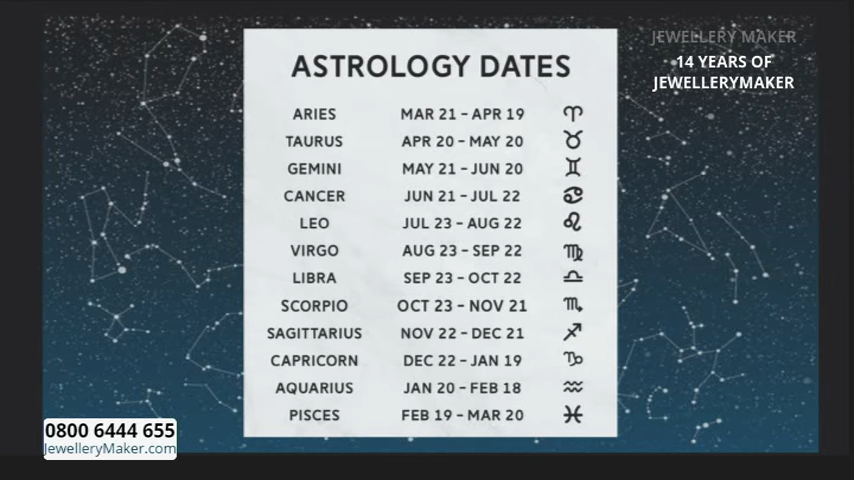 JEWELLERY MAKER
14 YEARS OF
JEWELLERYMAKER
ASTROLOGY DATES
ARIES MAR 21 - APR 19 ♈
TAURUS APR 20 - MAY 20 ♉
GEMINI MAY 21 - JUN 20 ♊
CANCER JUN 21 - JUL 22 ♋
LEO JUL 23 - AUG 22 ♌
VIRGO AUG 23 - SEP 22 ♍
LIBRA SEP 23 - OCT 22 ♎
SCORPIO OCT 23 - NOV 21 ♏
SAGITTARIUS NOV 22 - DEC 21 ♐
CAPRICORN DEC 22 - JAN 19 ♑
AQUARIUS JAN 20 - FEB 18 ♒
PISCES FEB 19 - MAR 20 ♓
0800 6444 655
JewelleryMaker.com